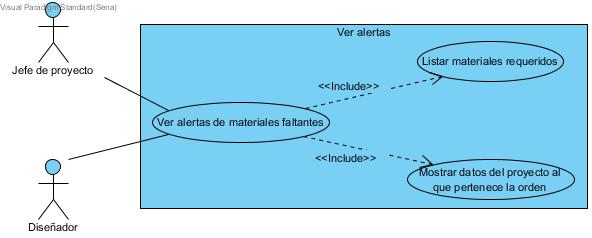 Visual Paradigm Standard(Sena)
Ver alertas
Jefe de proyecto
Listar materiales requeridos
<<Include>>
Ver alertas de materiales faltantes
<<Include>>
Mostrar datos del proyecto al
que pertenece la orden
Diseñador